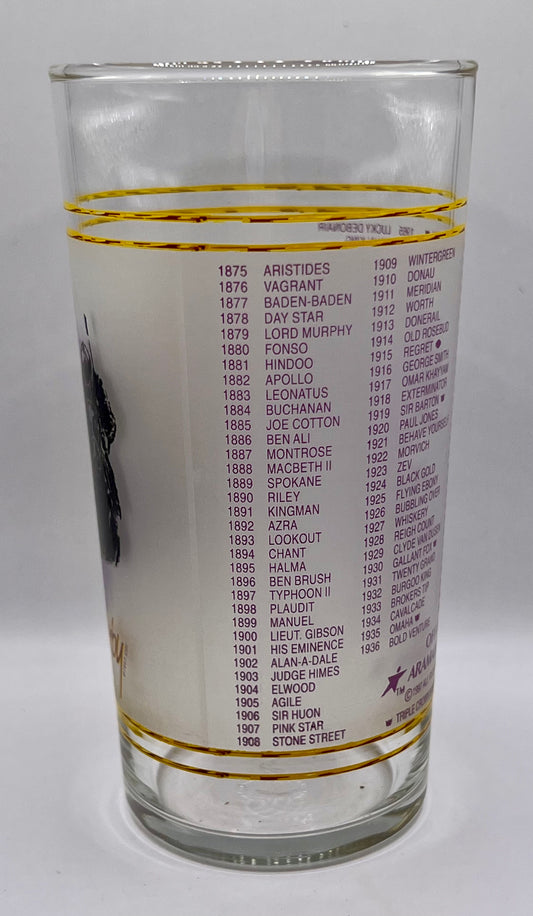 1965 LUCKY DEBONAIR
1875 ARISTIDES
1876 VAGRANT
1877 BADEN-BADEN
1878 DAY STAR
1879 LORD MURPHY
1880 FONSO
1881 HINDOO
1882 APOLLO
1883 LEONATUS
1884 BUCHANAN
1885 JOE COTTON
1886 BEN ALI
1887 MONTROSE
1888 MACBETH II
1889 SPOKANE
1890 RILEY
1891 KINGMAN
1892 AZRA
1893 LOOKOUT
1894 CHANT
1895 HALMA
1896 BEN BRUSH
1897 TYPHOON II
1898 PLAUDIT
1899 MANUEL
1900 LIEUT. GIBSON
1901 HIS EMINENCE
1902 ALAN-A-DALE
1903 JUDGE HIMES
1904 ELWOOD
1905 AGILE
1906 SIR HUON
1907 PINK STAR
1908 STONE STREET
1909 WINTERGREEN
1910 DONAU
1911 MERIDIAN
1912 WORTH
1913 DONERAIL
1914 OLD ROSEBUD
1915 REGRET
1916 GEORGE SMITH
1917 OMAR KHAYYAM
1918 EXTERMINATOR
1919 SIR BARTON
1920 PAUL JONES
1921 BEHAVE YOURSELF
1922 MORVICH
1923 ZEV
1924 BLACK GOLD
1925 FLYING EBONY
1926 BUBBLING OVER
1927 WHISKERY
1928 REIGH COUNT
1929 CLYDE VAN DUSEN
1930 GALLANT FOX
1931 TWENTY GRAND
1932 BURGOO KING
1933 BROKERS TIP
1934 CAVALCADE
1935 OMAHA
1936 BOLD VENTURE
TM ARAM
TRIPLE CROW